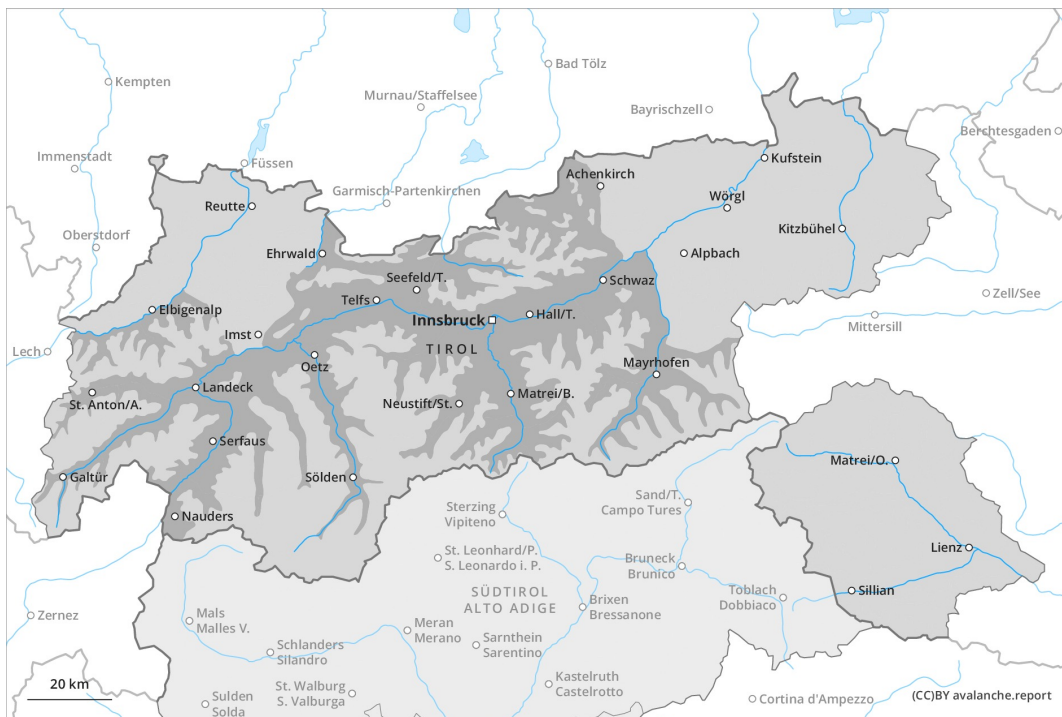 Kempten
Bad Tölz
Murnau/Staffelsee
Bayrischzell
Berchtesgaden
Immenstadt
Füssen
Kufstein
Achenkirch
Garmisch-Partenkirchen
Reutte
Wörgl
Oberstdorf
Kitzbühel
Ehrwald
Alpbach
Seefeld/T.
Schwaz
Zell/See
Telfs
Elbigenalp
Hall/T.
Innsbruck
Mittersill
Imst
TIROL
Lech
Oetz
Mayrhofen
Landeck
St. Anton/A.
Matrei/B.
Neustift/St.
Serfaus
Matrei/O.
Galtür
Sölden
Sand/T.
Campo Tures
Sterzing
Vipiteno
Nauders
Lienz
St. Leonhard/P.
S. Leonardo i. P.
Bruneck
Brunico
SÜDTIROL
ALTO ADIGE
Toblach
Dobbiaco
Sillian
Brixen
Bressanone
Zernez
Mals
Malles V.
Meran
Merano
Sarnthein
Sarentino
Schlanders
Silandro
Kastelruth
Castelrotto
20 km
St. Walburg
S. Valburga
Sulden
Solda
Cortina d'Ampezzo
(CC)BY avalanche.report